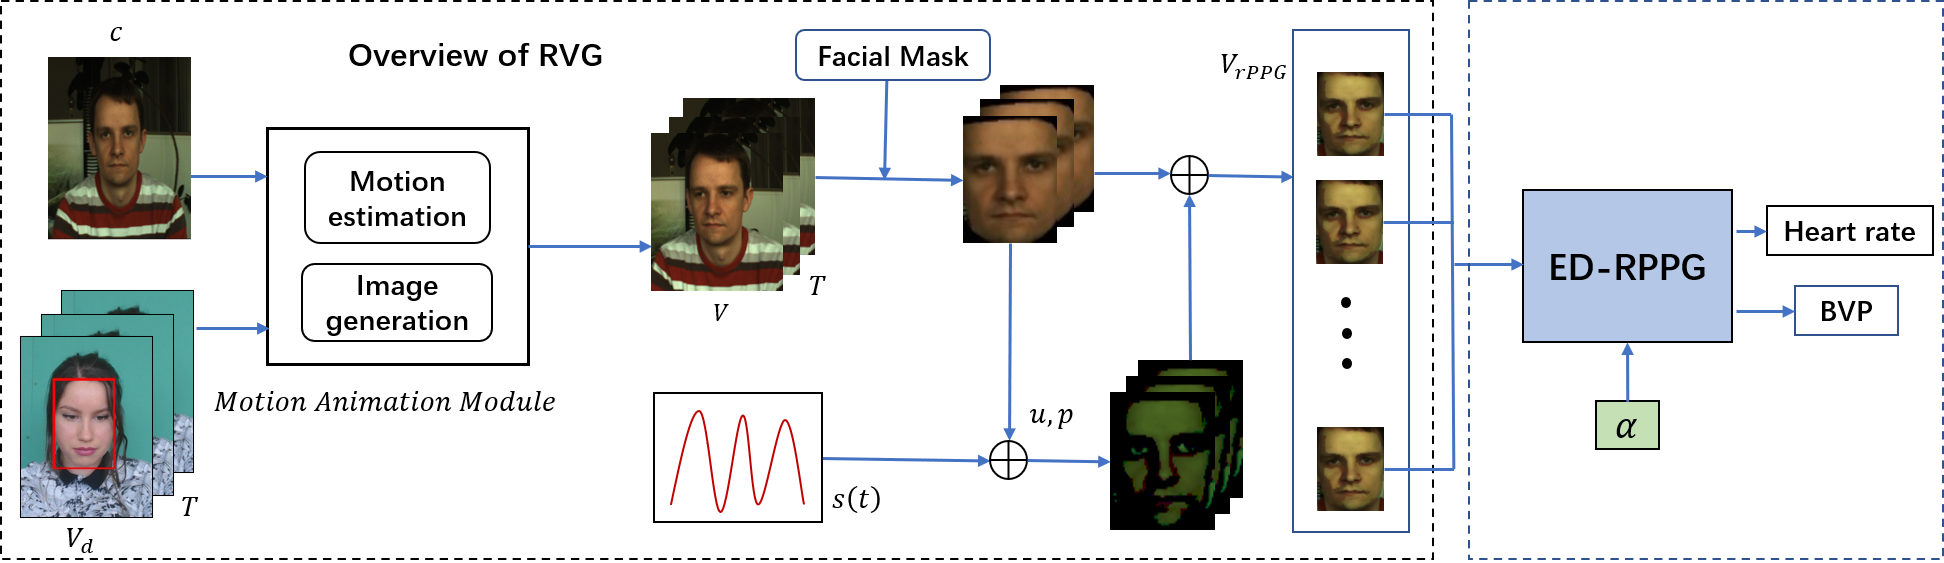 c
Overview of RVG
Facial Mask
V_{rPPG}
Motion
estimation
Image
generation
T
V
Motion Animation Module
T
V_d
s(t)
u, p
ED-RPPG
Heart rate
BVP
α